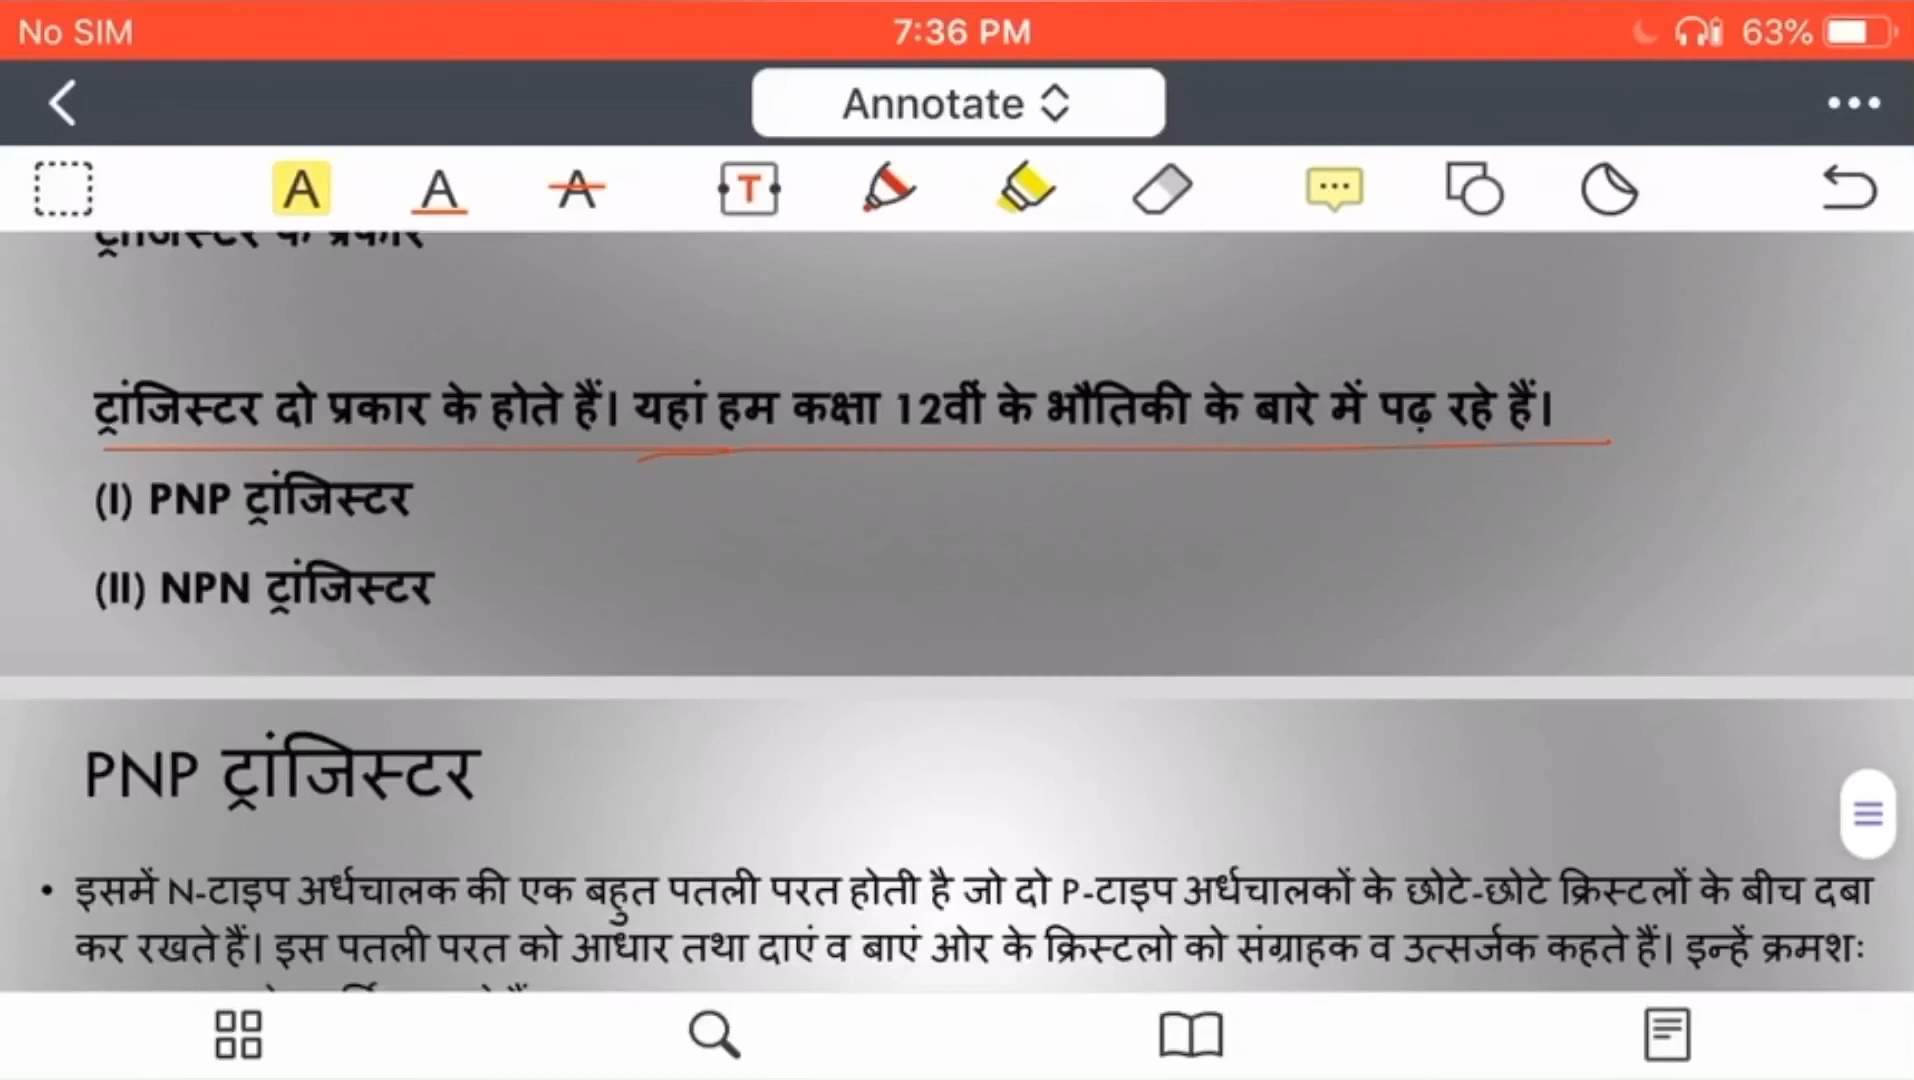 No SIM
7:36 PM
63%
Annotate
ट्रांजिस्टर के प्रकार
ट्रांजिस्टर दो प्रकार के होते हैं। यहां हम कक्षा 12वीं के भौतिकी के बारे में पढ़ रहे हैं।
(I) PNP ट्रांजिस्टर
(II) NPN ट्रांजिस्टर
PNP ट्रांजिस्टर
• इसमें N-टाइप अर्धचालक की एक बहुत पतली परत होती है जो दो P-टाइप अर्धचालकों के छोटे-छोटे क्रिस्टलों के बीच दबा
कर रखते हैं। इस पतली परत को आधार तथा दाएं व बाएं ओर के क्रिस्टलो को संग्राहक व उत्सर्जक कहते हैं। इन्हें क्रमशः